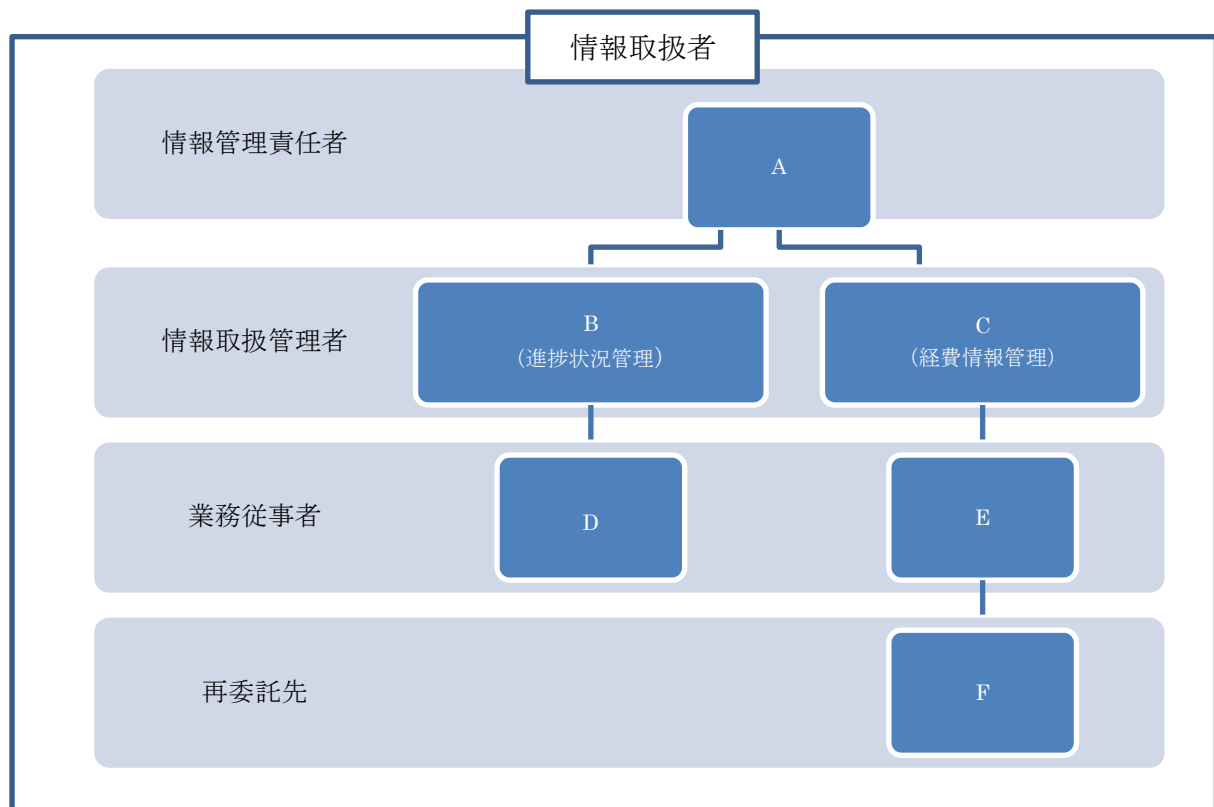 情報取扱者
情報管理責任者
A
情報取扱管理者
B
(進捗状況管理)
C
(経費情報管理)
業務従事者
D
E
再委託先
F